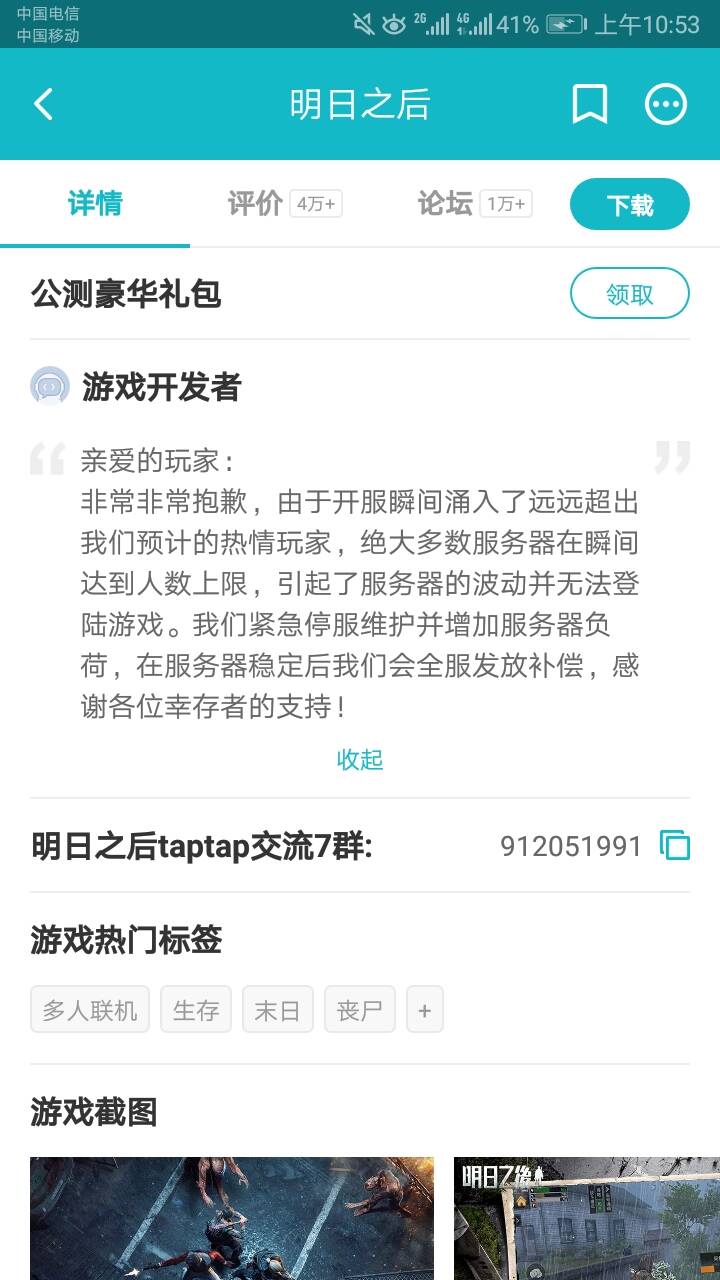 中国电信
中国移动
2G 4G 41% 上午10:53
明日之后
详情 评价 4万+ 论坛 1万+ 下载
公测豪华礼包 领取
游戏开发者
亲爱的玩家：
非常非常抱歉，由于开服瞬间涌入了远远超出
我们预计的热情玩家，绝大多数服务器在瞬间
达到人数上限，引起了服务器的波动并无法登
陆游戏。我们紧急停服维护并增加服务器负
荷，在服务器稳定后我们会全服发放补偿，感
谢各位幸存者的支持！
收起
明日之后taptap交流7群: 912051991
游戏热门标签
多人联机 生存 末日 丧尸 +
游戏截图
明日之後